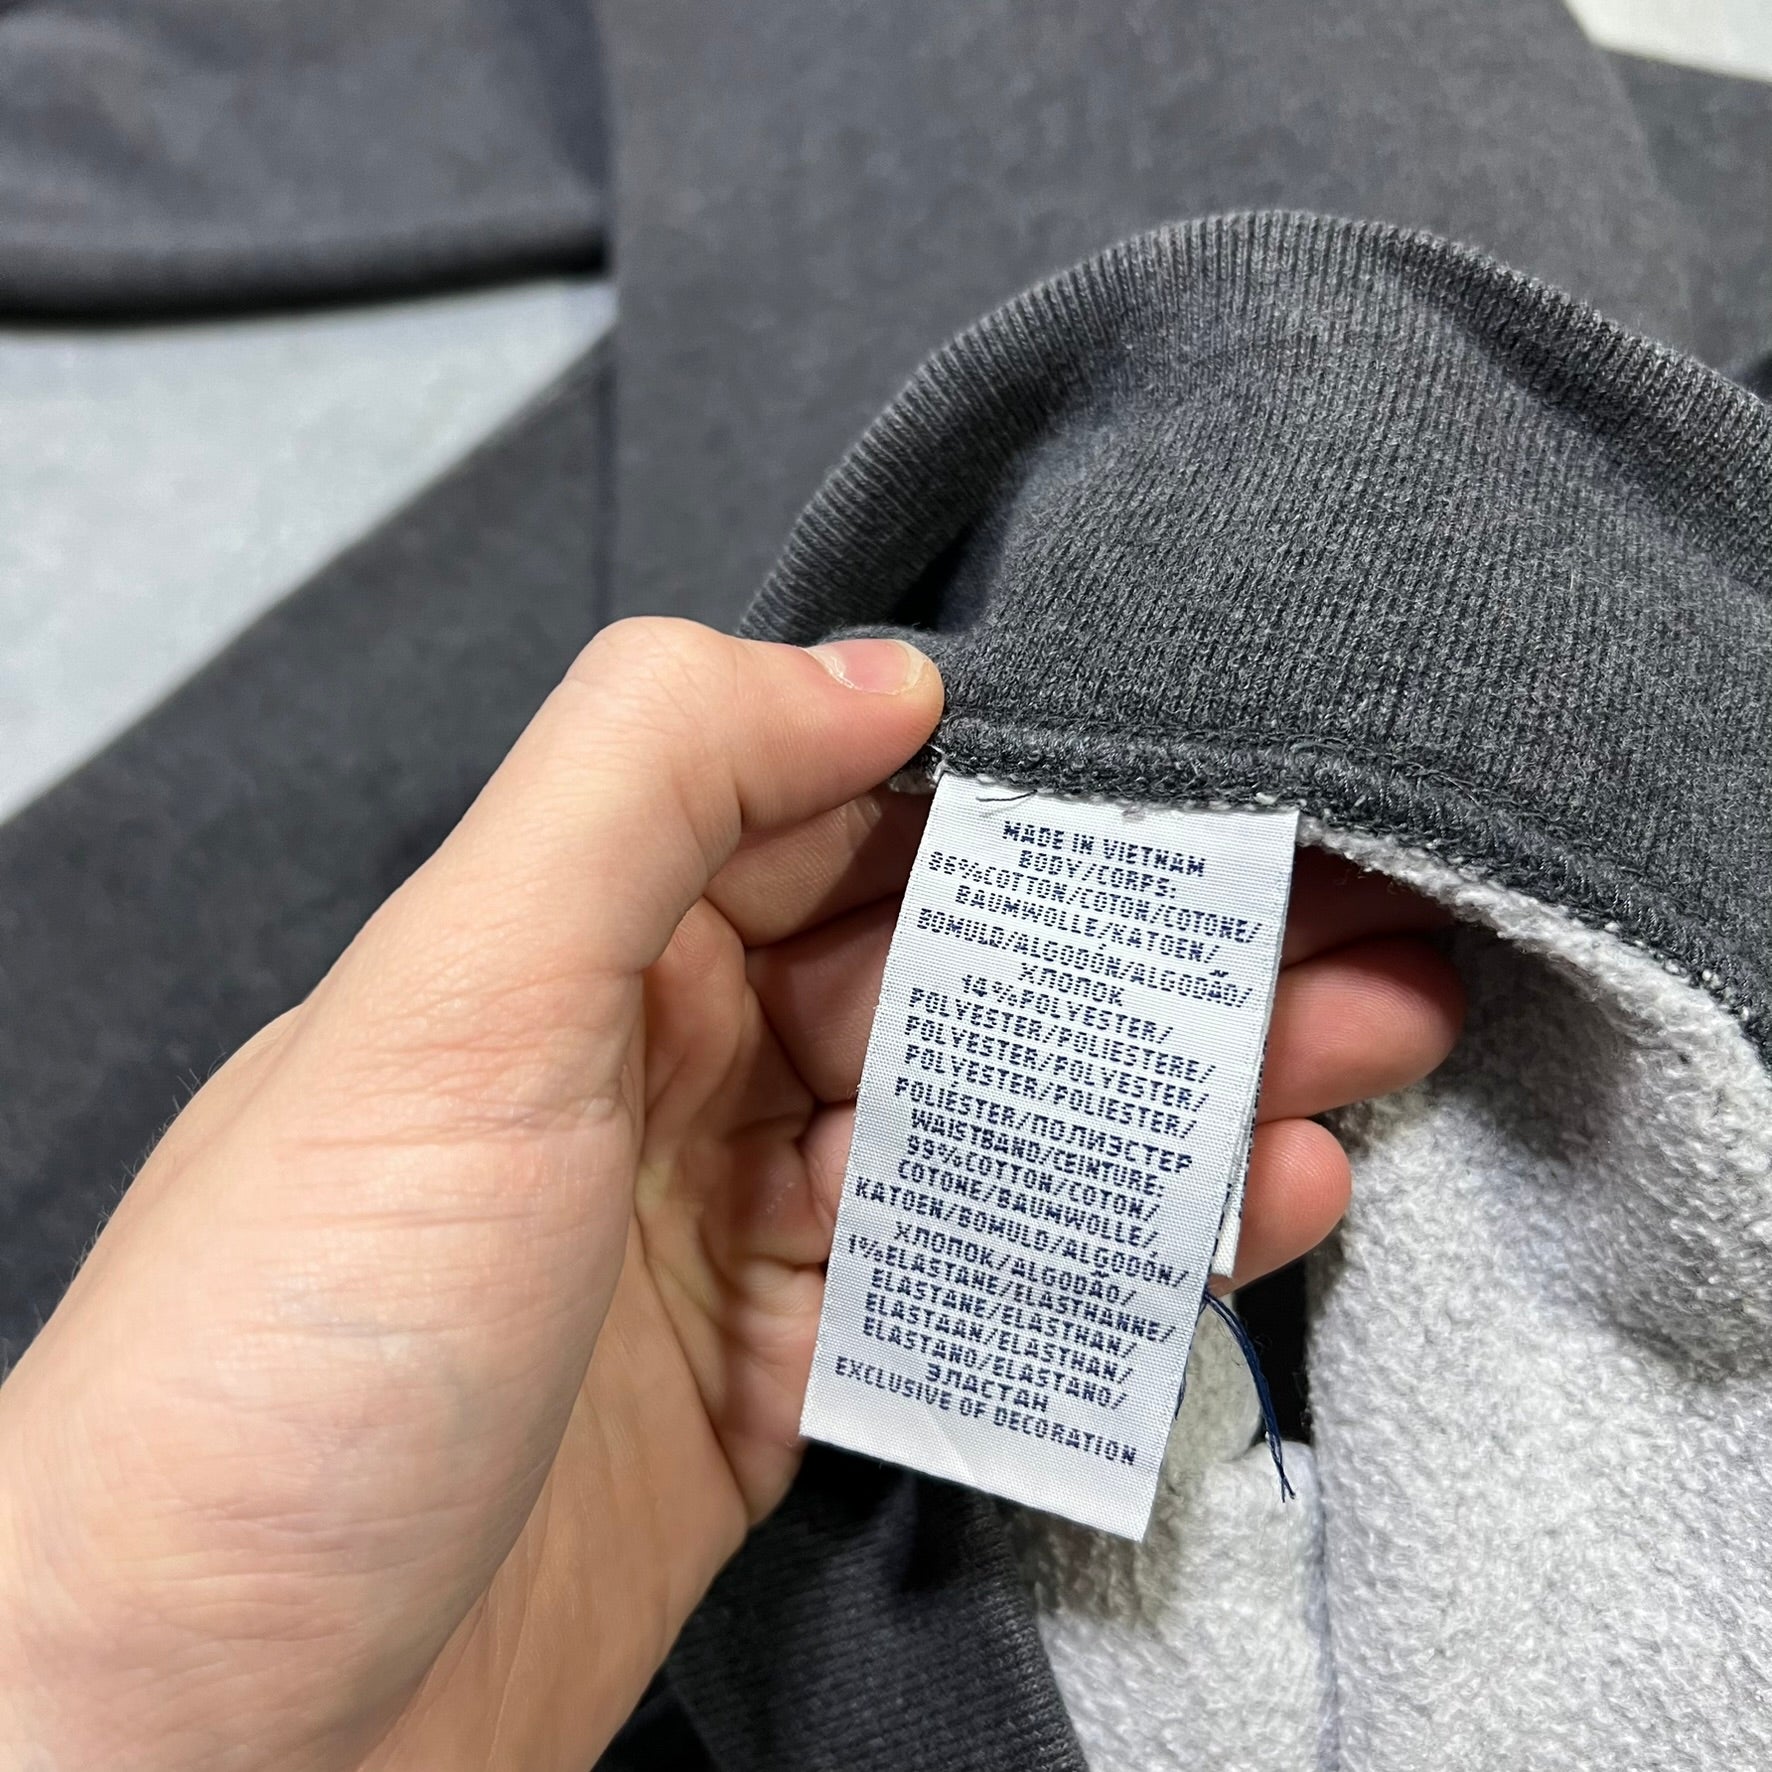 MADE IN VIETNAM
BODY/CORPS:
86%COTTON/COTON/COTONE/
BAUMWOLLE/KATOEN/
BOMULD/ALGODÓN/ALGODÃO/
ХЛОПОК
14%POLYESTER/
POLYESTER/POLIESTERE/
POLYESTER/POLYESTER/
POLYESTER/POLIESTER/
POLIESTER/ПОЛИЭСТЕР
WAISTBAND/CEINTURE:
99%COTTON/COTON/
COTONE/BAUMWOLLE/
KATOEN/BOMULD/ALGODÓN/
ХЛОПОК/ALGODÃO/
1%ELASTANE/ELASTHANNE/
ELASTANE/ELASTHAN/
ELASTAAN/ELASTHAN/
ELASTANO/ELASTANO/
ЭЛАСТАН
EXCLUSIVE OF DECORATION